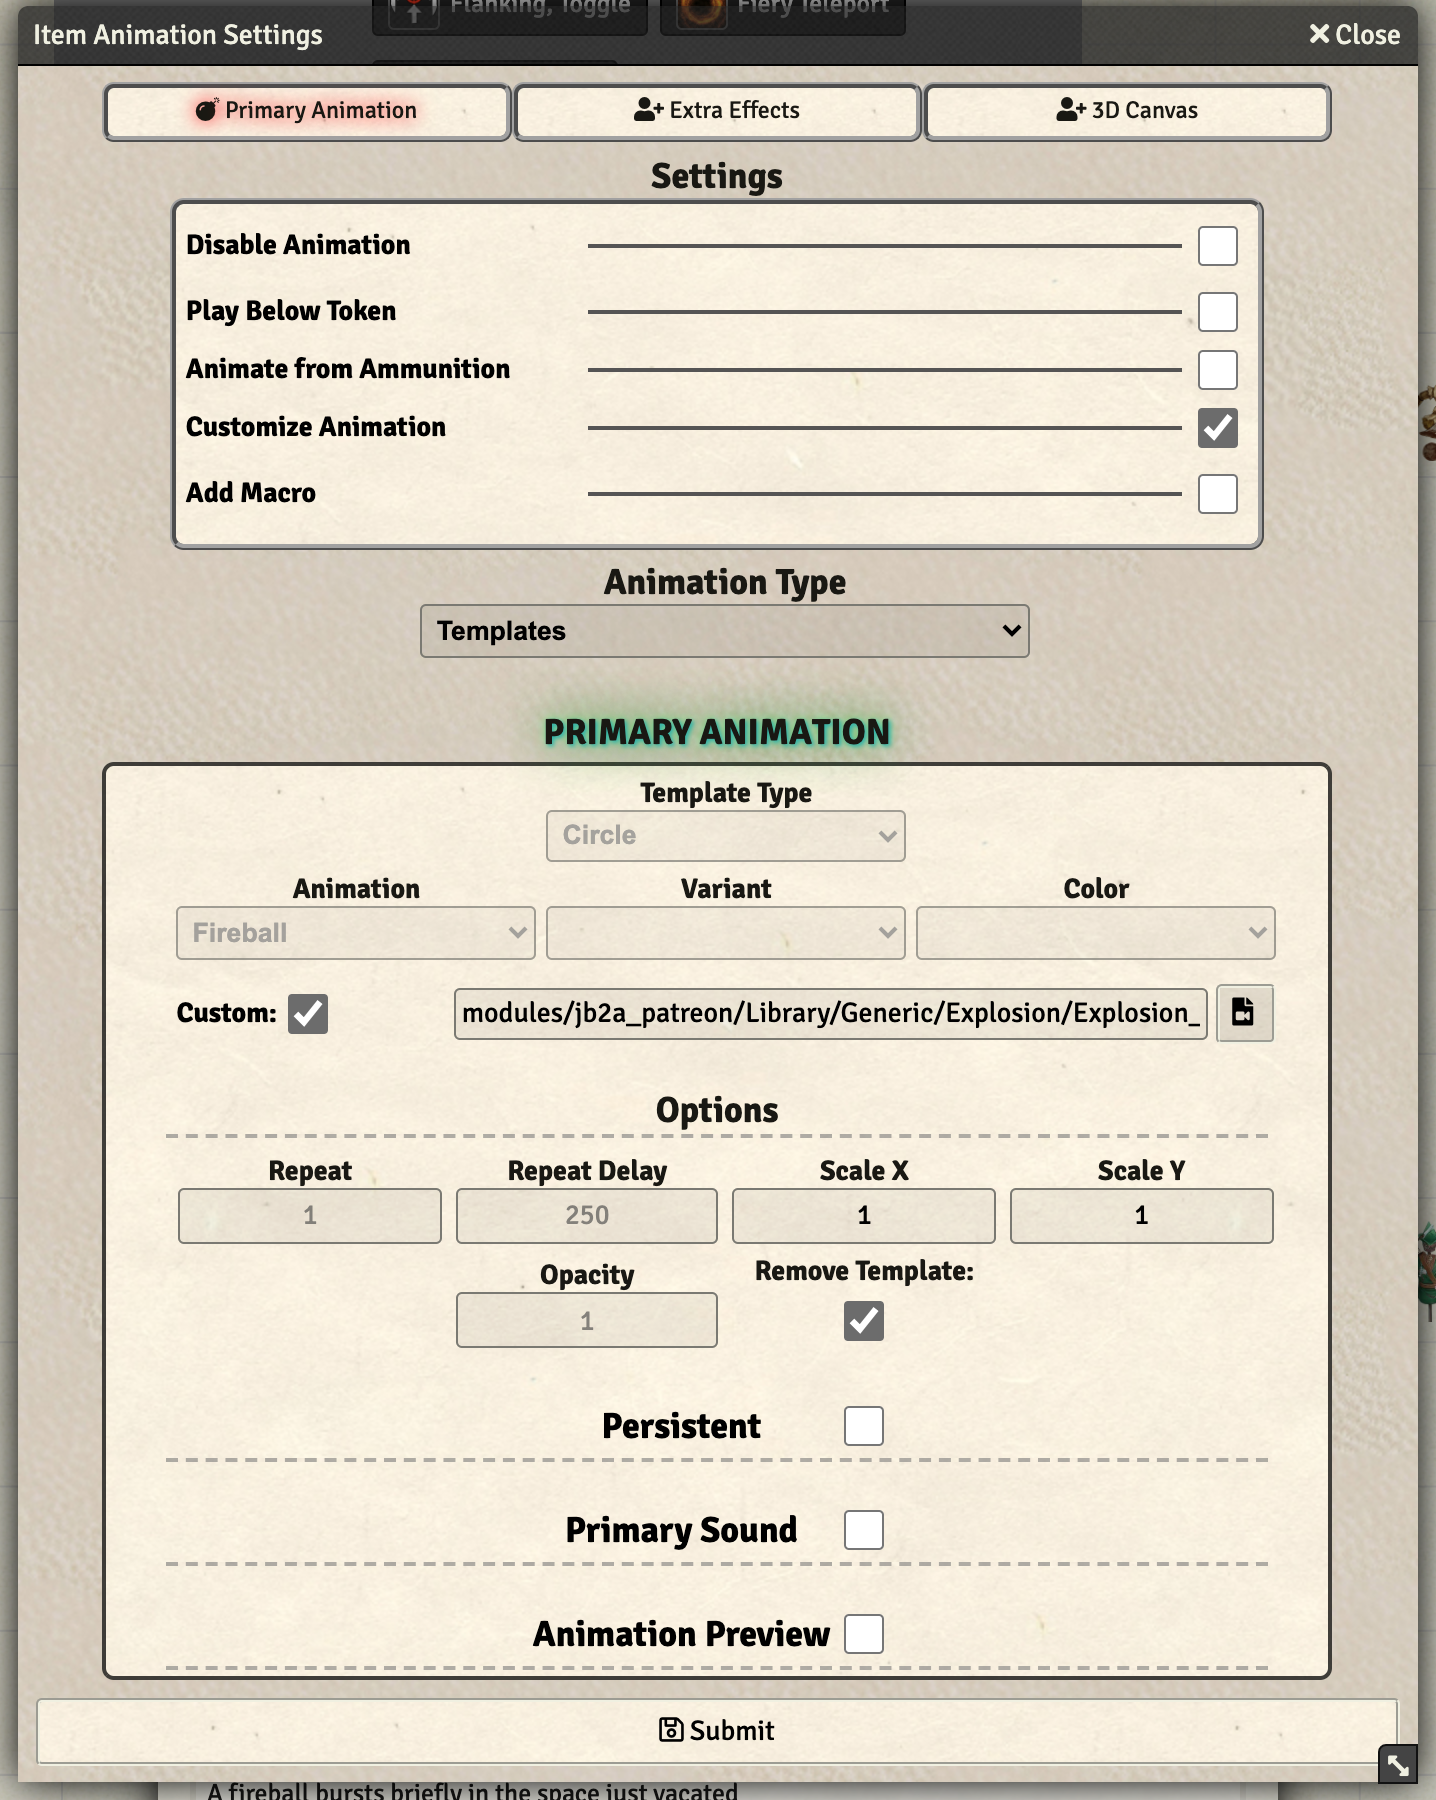 Flanking, Toggle
Fiery Teleport
Item Animation Settings
Close
Primary Animation
Extra Effects
3D Canvas
Settings
Disable Animation
Play Below Token
Animate from Ammunition
Customize Animation
Add Macro
Animation Type
Templates
PRIMARY ANIMATION
Template Type
Circle
Animation
Variant
Color
Fireball
Custom:
modules/jb2a_patreon/Library/Generic/Explosion/Explosion_
Options
Repeat
Repeat Delay
Scale X
Scale Y
1
250
1
1
Opacity
Remove Template:
1
Persistent
Primary Sound
Animation Preview
Submit
A fireball bursts briefly in the space just vacated